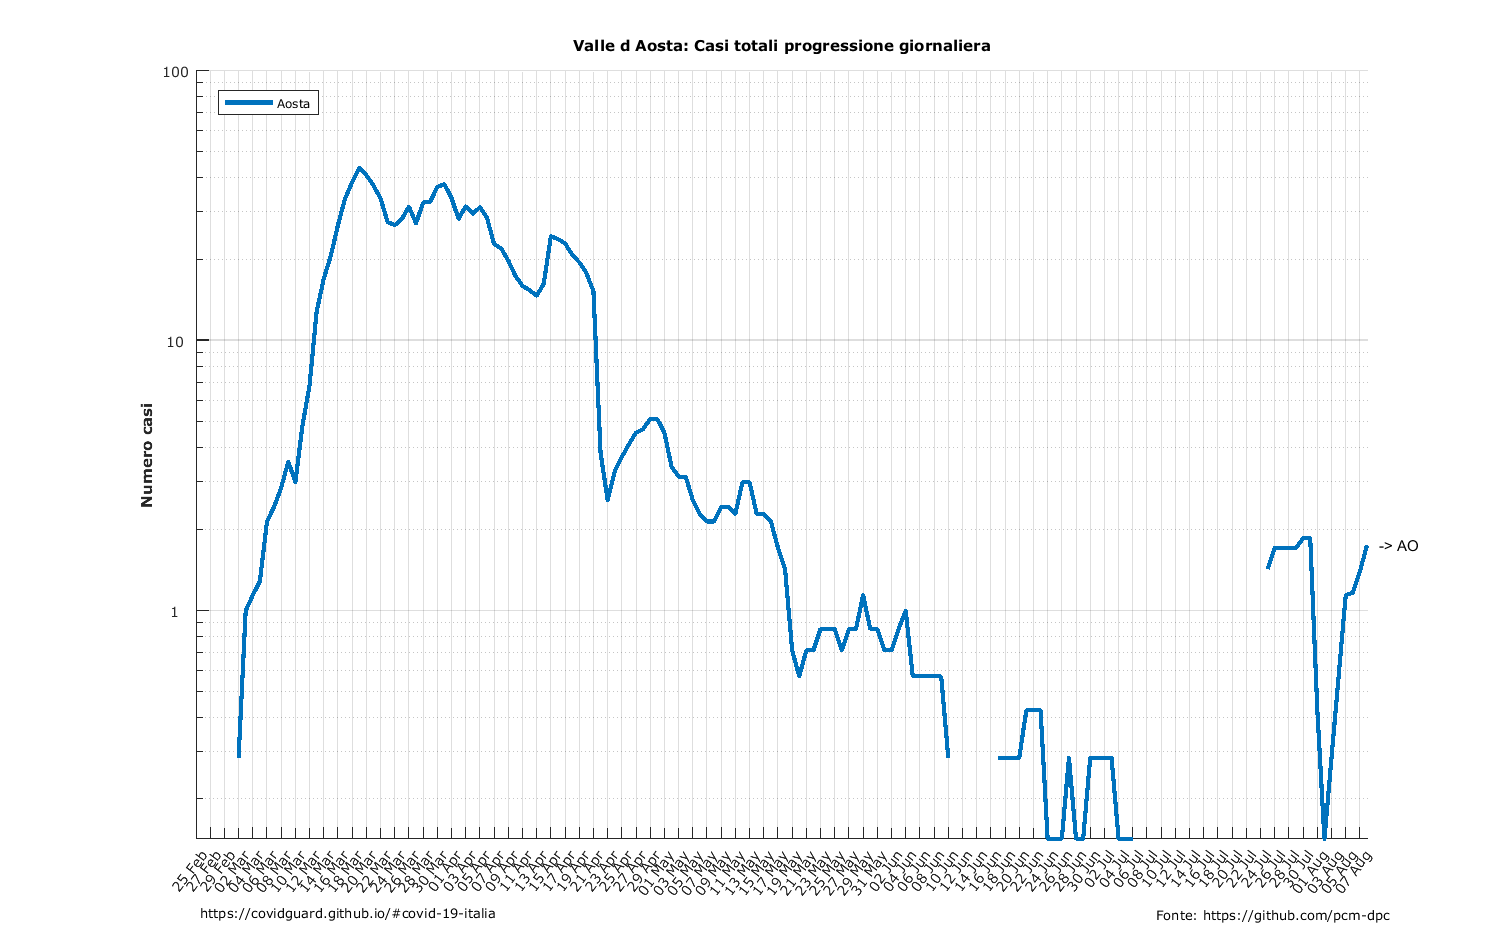 Valle d Aosta: Casi totali progressione giornaliera
100
Aosta
10
Numero casi
1
-> AO
25 Feb
27 Feb
29 Feb
02 Mar
04 Mar
06 Mar
08 Mar
10 Mar
12 Mar
14 Mar
16 Mar
18 Mar
20 Mar
22 Mar
24 Mar
26 Mar
28 Mar
30 Mar
01 Apr
03 Apr
05 Apr
07 Apr
09 Apr
11 Apr
13 Apr
15 Apr
17 Apr
19 Apr
21 Apr
23 Apr
25 Apr
27 Apr
29 Apr
01 May
03 May
05 May
07 May
09 May
11 May
13 May
15 May
17 May
19 May
21 May
23 May
25 May
27 May
29 May
31 May
02 Jun
04 Jun
06 Jun
08 Jun
10 Jun
12 Jun
14 Jun
16 Jun
18 Jun
20 Jun
22 Jun
24 Jun
26 Jun
28 Jun
30 Jun
02 Jul
04 Jul
06 Jul
08 Jul
10 Jul
12 Jul
14 Jul
16 Jul
18 Jul
20 Jul
22 Jul
24 Jul
26 Jul
28 Jul
30 Jul
01 Aug
03 Aug
05 Aug
07 Aug
https://covidguard.github.io/#covid-19-italia
Fonte: https://github.com/pcm-dpc